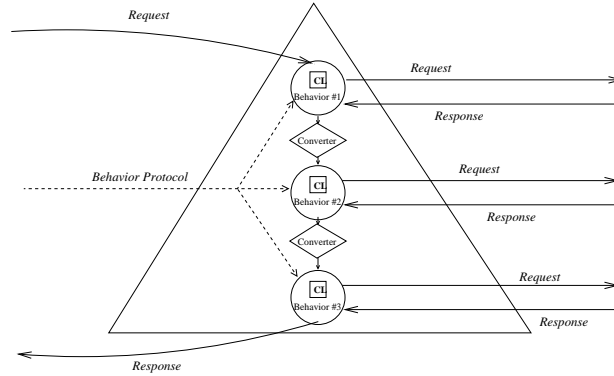 Request
CL
Behavior #1
Request
Response
Converter
Behavior Protocol
CL
Behavior #2
Request
Response
Converter
CL
Behavior #3
Request
Response
Response